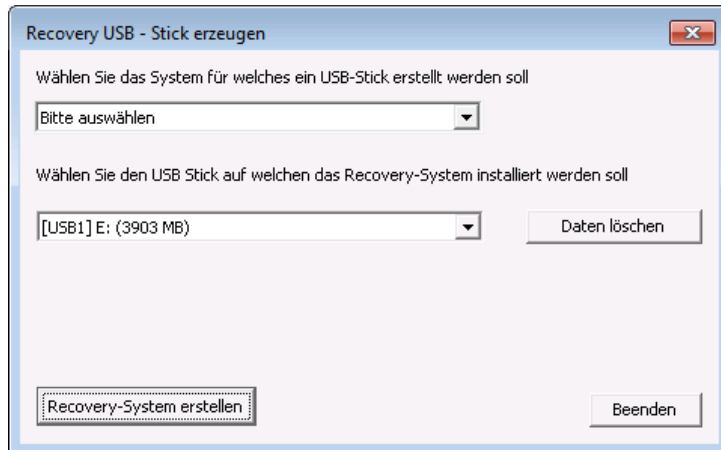 Recovery USB - Stick erzeugen
Wählen Sie das System für welches ein USB-Stick erstellt werden soll
Bitte auswählen
Wählen Sie den USB Stick auf welchen das Recovery-System installiert werden soll
[USB1] E: (3903 MB)
Daten löschen
Recovery-System erstellen
Beenden